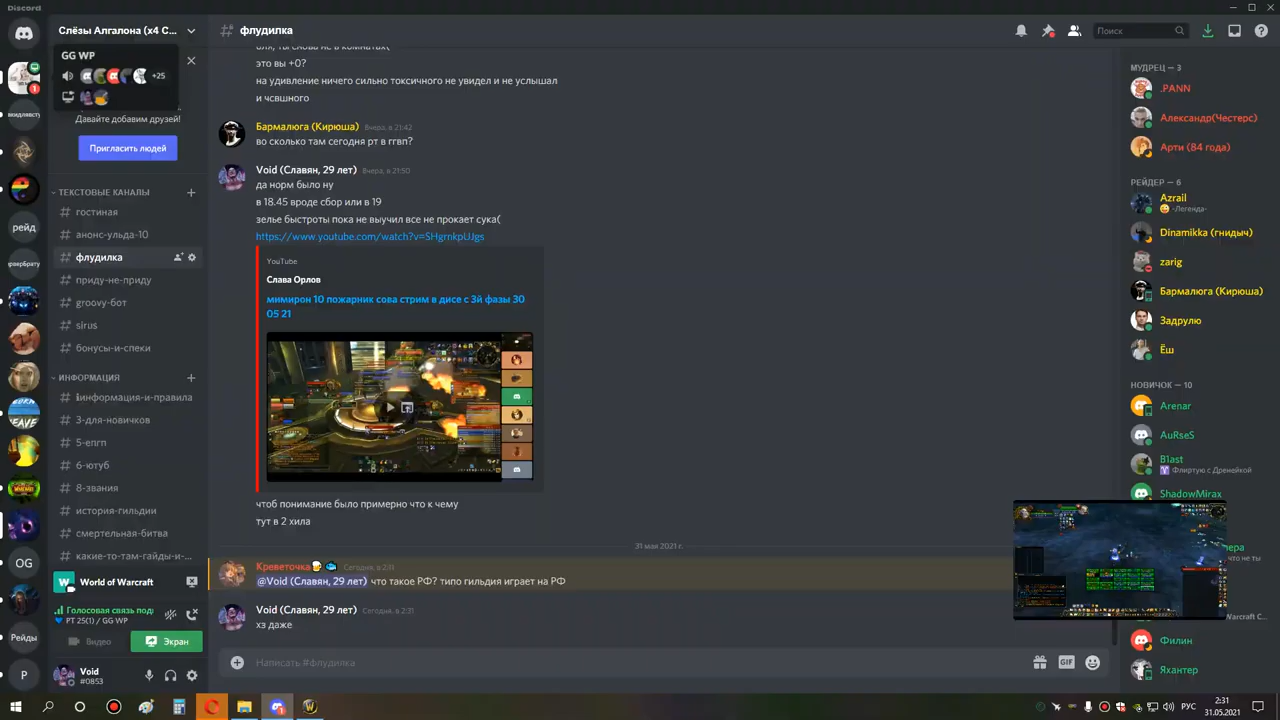 Discord
Слёзы Алгалона (x4 С...
GG WP
+25
Давайте добавим друзей!
Пригласить людей
ТЕКСТОВЫЕ КАНАЛЫ
гостиная
анонс-ульда-10
флудилка
приду-не-приду
groovy-бот
sirus
бонусы-и-спеки
ИНФОРМАЦИЯ
информация-и-правила
3-для-новичков
5-епгп
6-ютуб
8-звания
история-гильдии
смертельная-битва
какие-то-там-гайды-и-...
World of Warcraft
Голосовая связь подк
PT 25(1) / GG WP
Видео
Экран
Void
#0853
рейд
OG
Рейды
P
флудилка
Поиск
это вы +0?
на удивление ничего сильно токсичного не увидел и не услышал
и чсвшного
Бармалюга (Кирюша) Вчера, в 21:42
во сколько там сегодня рт в ггвп?
Void (Славян, 29 лет) Вчера, в 21:50
да норм было ну
в 18.45 вроде сбор или в 19
зелье быстроты пока не выучил все не прокает сука(
https://www.youtube.com/watch?v=SHgrnkpUJgs
YouTube
Слава Орлов
мимирон 10 пожарник сова стрим в дисе с 3й фазы 30
05 21
чтоб понимание было примерно что к чему
тут в 2 хила
31 мая 2021 г.
Креветочка Сегодня, в 2:11
@Void (Славян, 29 лет) что такое РФ? типо гильдия играет на РФ
Void (Славян, 29 лет) Сегодня, в 2:31
хз даже
Написать #флудилка
GIF
МУДРЕЦ — 3
.PANN
Александр(Честерс)
Арти (84 года)
РЕЙДЕР — 6
Azrail
-Легенда-
Dinamikka (гнидыч)
zarig
Бармалюга (Кирюша)
Задрулю
Ёш
НОВИЧОК — 10
Arenar
AuRseS
B1ast
Флиртую с Дренейкой
ShadowMirax
Филин
Яхантер
РУС
2:31
31.05.2021